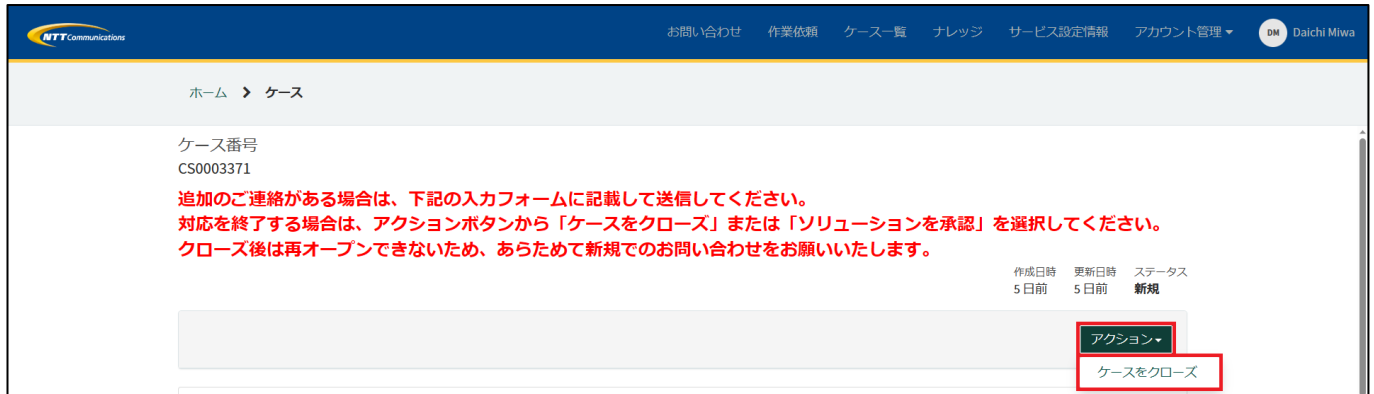 NTT Communications
お問い合わせ 作業依頼 ケース一覧 ナレッジ サービス設定情報 アカウント管理 DM Daichi Miwa
ホーム ケース
ケース番号
CS0003371
追加のご連絡がある場合は、下記の入力フォームに記載して送信してください。
対応を終了する場合は、アクションボタンから「ケースをクローズ」または「ソリューションを承認」を選択してください。
クローズ後は再オープンできないため、あらためて新規でのお問い合わせをお願いいたします。
作成日時 更新日時 ステータス
5日前 5日前 新規
アクション
ケースをクローズ